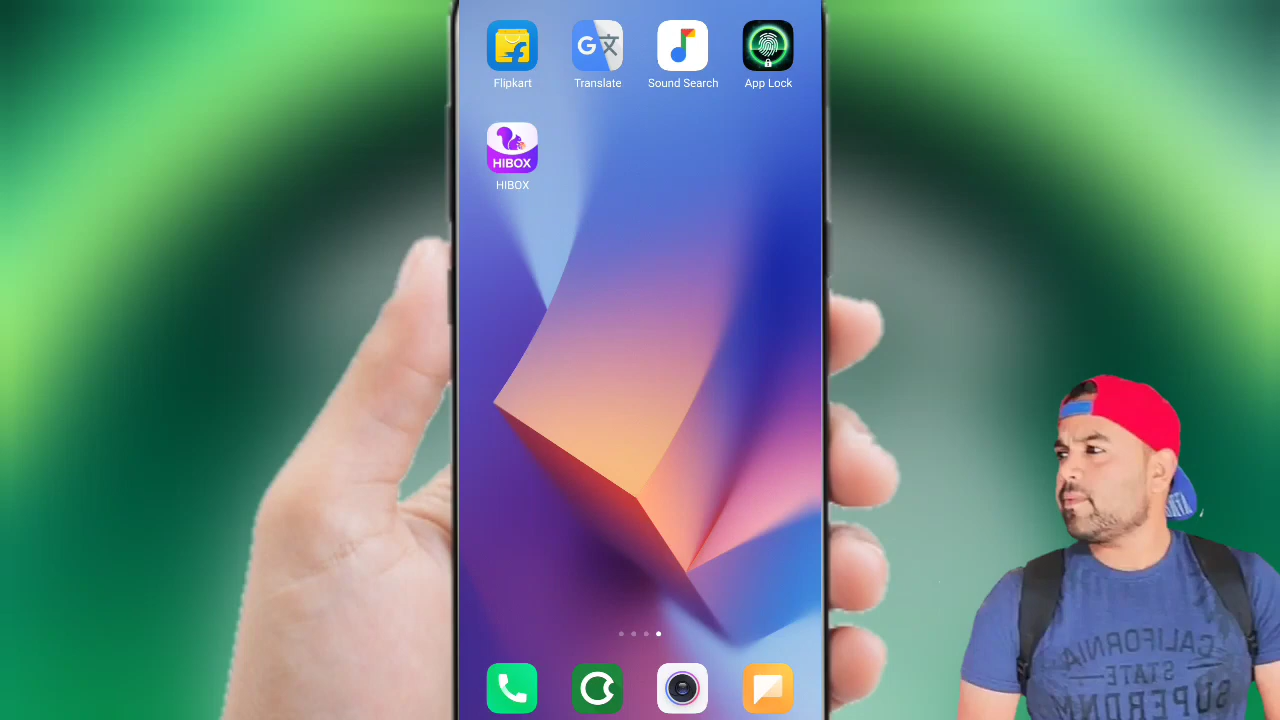 Flipkart
Translate
Sound Search
App Lock
HIBOX
HIBOX
CALIFORNIA
STATE
SUPERDRY